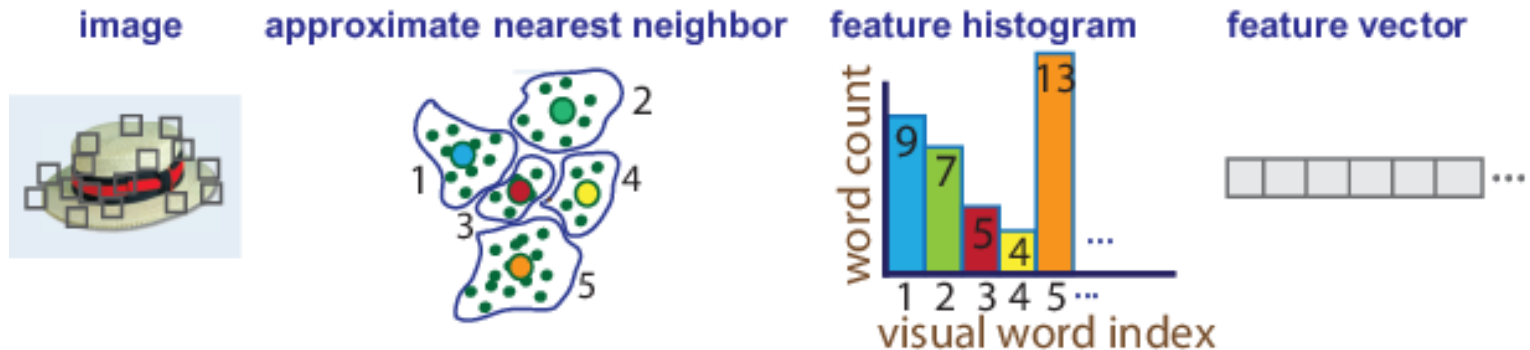 image
approximate nearest neighbor
feature histogram
feature vector
1
2
3
4
5
word count
9
7
5
4
13
...
1 2 3 4 5 ...
visual word index
...